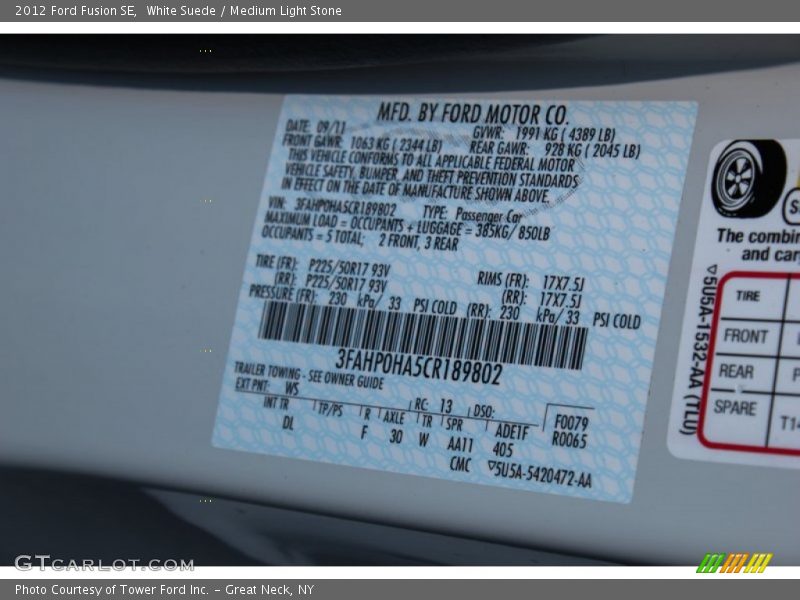 2012 Ford Fusion SE,  White Suede / Medium Light Stone
MFD. BY FORD MOTOR CO.
DATE: 09/11 GVWR: 1991 KG ( 4389 LB)
FRONT GAWR: 1063 KG ( 2344 LB) REAR GAWR: 928 KG ( 2045 LB)
THIS VEHICLE CONFORMS TO ALL APPLICABLE FEDERAL MOTOR
VEHICLE SAFETY, BUMPER, AND THEFT PREVENTION STANDARDS
IN EFFECT ON THE DATE OF MANUFACTURE SHOWN ABOVE.
VIN: 3FAHP0HA5CR189802 TYPE: Passenger Car
MAXIMUM LOAD = OCCUPANTS + LUGGAGE = 385KG/ 850LB
OCCUPANTS = 5 TOTAL; 2 FRONT, 3 REAR
TIRE (FR): P225/50R17 93V RIMS (FR): 17X7.5J
(RR): P225/50R17 93V (RR): 17X7.5J
PRESSURE (FR): 230 kPa/ 33 PSI COLD (RR): 230 kPa/ 33 PSI COLD
3FAHP0HA5CR189802
TRAILER TOWING - SEE OWNER GUIDE
EXT PNT: WS RC: 13 DSO: F0079
INT TR TP/PS R AXLE TR SPR ADE1F R0065
DL F 30 W AA11 405
CMC ▽5U5A-5420472-AA
The combin
and car
▽5U5A-1532-AA (TLU)
TIRE
FRONT
REAR P
SPARE T14
GTCARLOT.COM
Photo Courtesy of Tower Ford Inc. – Great Neck, NY